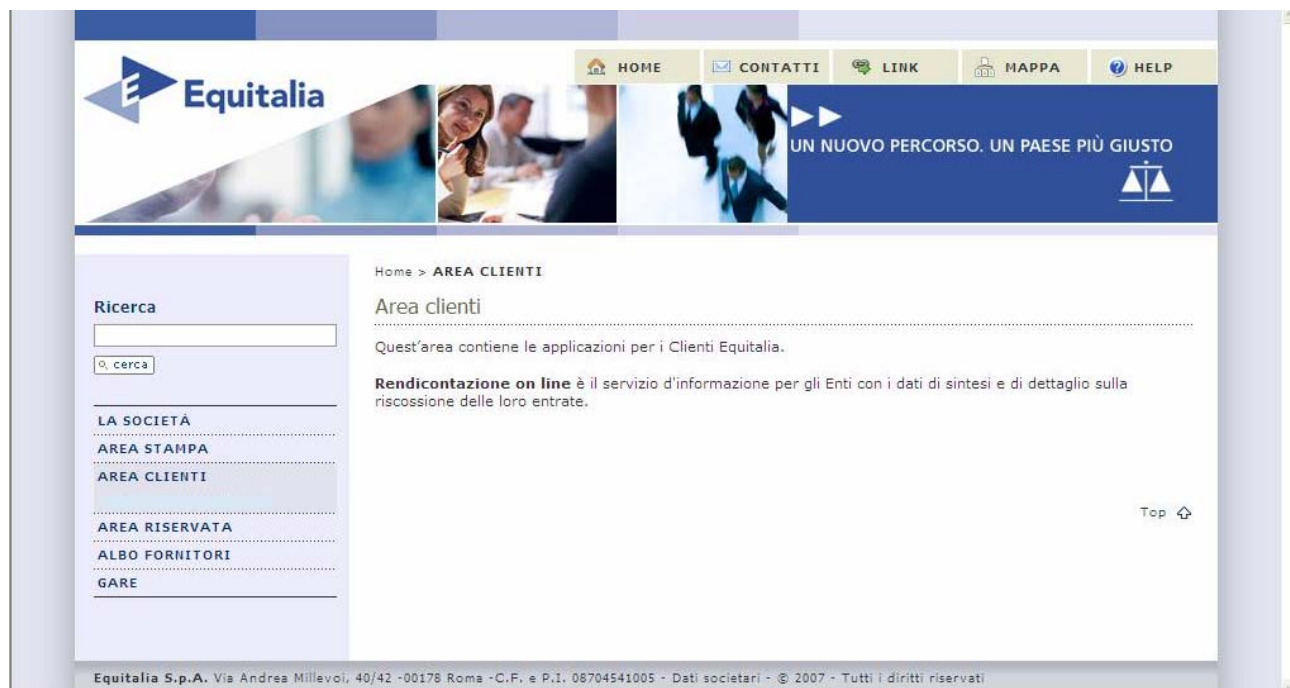 Equitalia
HOME
CONTATTI
LINK
MAPPA
HELP
UN NUOVO PERCORSO. UN PAESE PIÙ GIUSTO
Home > AREA CLIENTI
Ricerca
cerca
LA SOCIETÀ
AREA STAMPA
AREA CLIENTI
AREA RISERVATA
ALBO FORNITORI
GARE
Area clienti
Quest'area contiene le applicazioni per i Clienti Equitalia.
Rendicontazione on line è il servizio d'informazione per gli Enti con i dati di sintesi e di dettaglio sulla
riscossione delle loro entrate.
Top
Equitalia S.p.A. Via Andrea Millevoi, 40/42 -00178 Roma -C.F. e P.I. 08704541005 - Dati societari - © 2007 - Tutti i diritti riservati